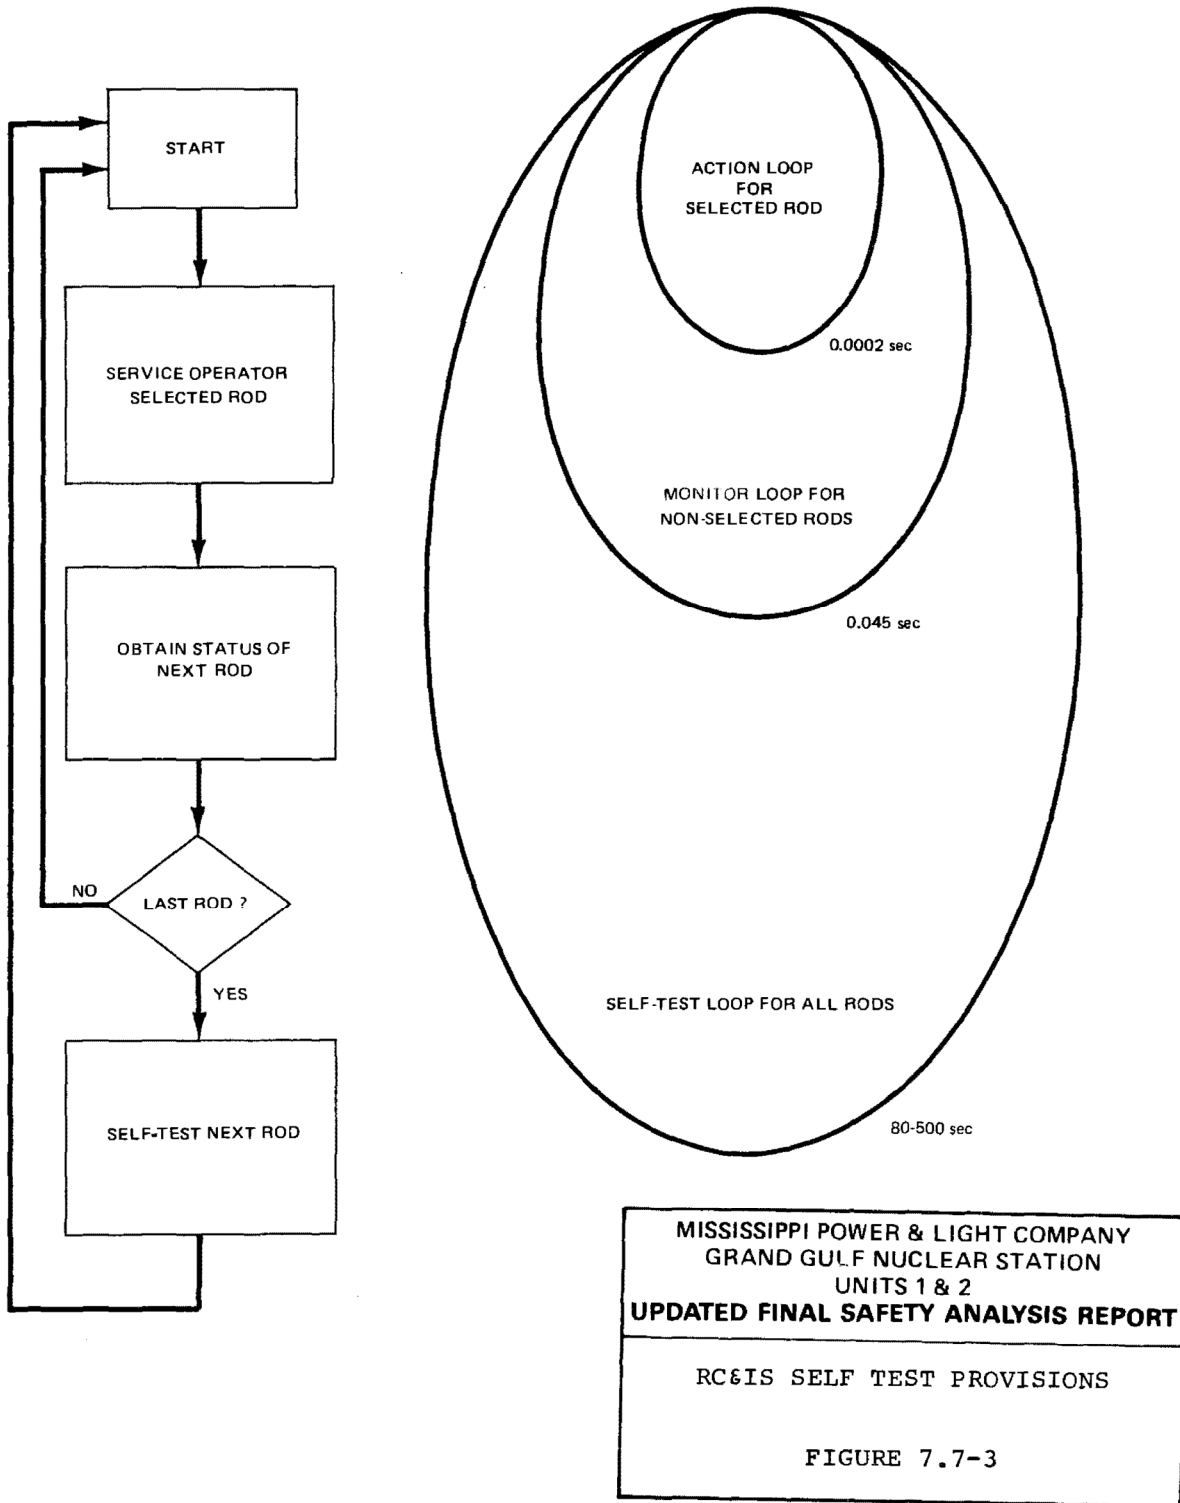 START
SERVICE OPERATOR
SELECTED ROD
OBTAIN STATUS OF
NEXT ROD
NO
LAST ROD ?
YES
SELF-TEST NEXT ROD
ACTION LOOP
FOR
SELECTED ROD
0.0002 sec
MONITOR LOOP FOR
NON-SELECTED RODS
0.045 sec
SELF-TEST LOOP FOR ALL RODS
80-500 sec
MISSISSIPPI POWER & LIGHT COMPANY
GRAND GULF NUCLEAR STATION
UNITS 1 & 2
UPDATED FINAL SAFETY ANALYSIS REPORT
RC&IS SELF TEST PROVISIONS
FIGURE 7.7-3